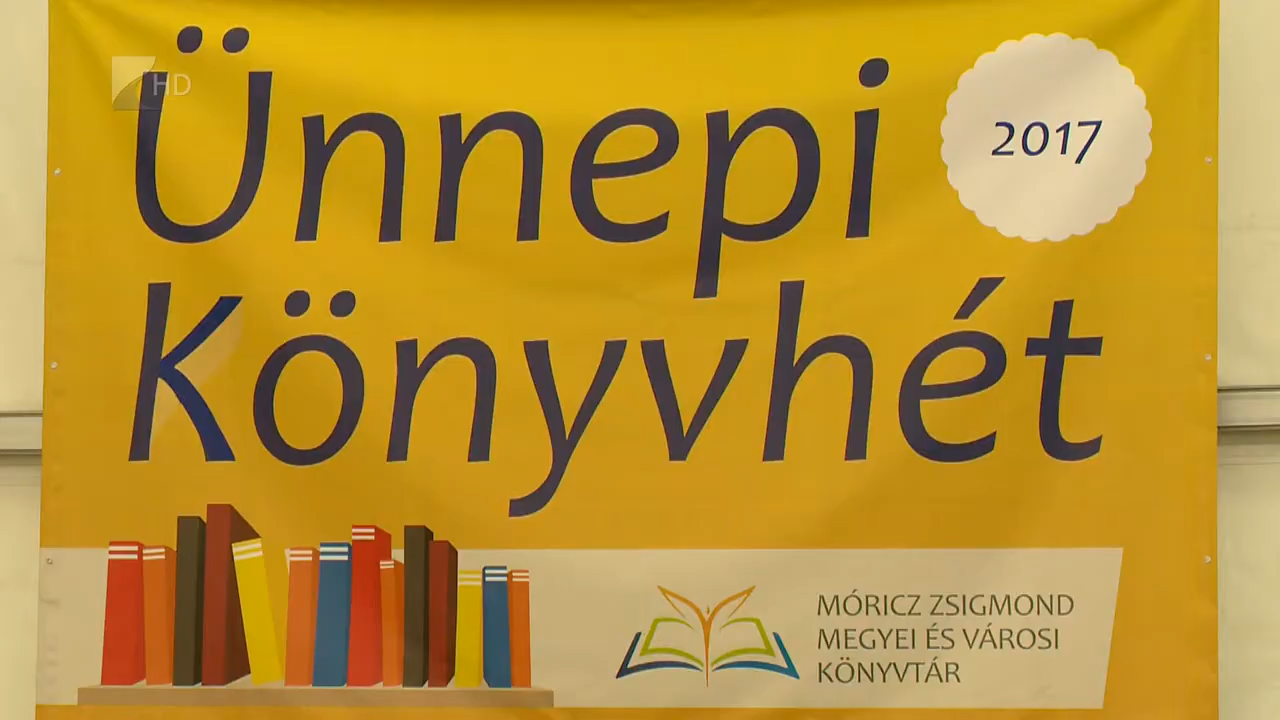 Ünnepi
2017
Könyvhét
HD
MÓRICZ ZSIGMOND
MEGYEI ÉS VÁROSI
KÖNYVTÁR